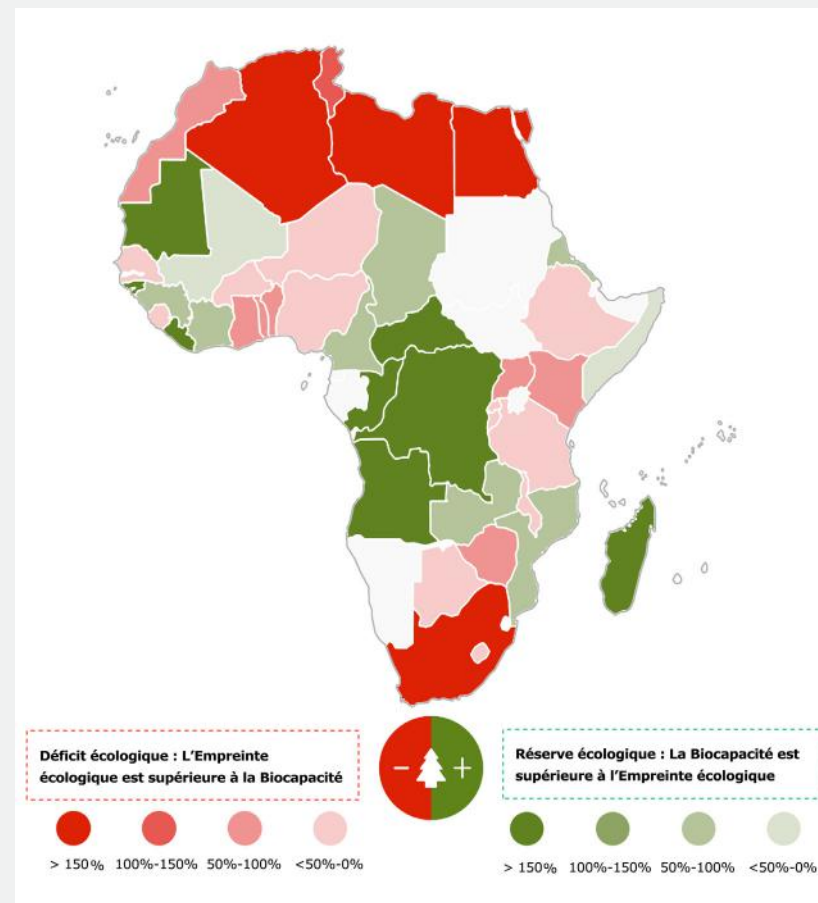 Déficit écologique : L’Empreinte
écologique est supérieure à la Biocapacité
> 150% 100%-150% 50%-100% <50%-0%
Réserve écologique : La Biocapacité est
supérieure à l’Empreinte écologique
> 150% 100%-150% 50%-100% <50%-0%